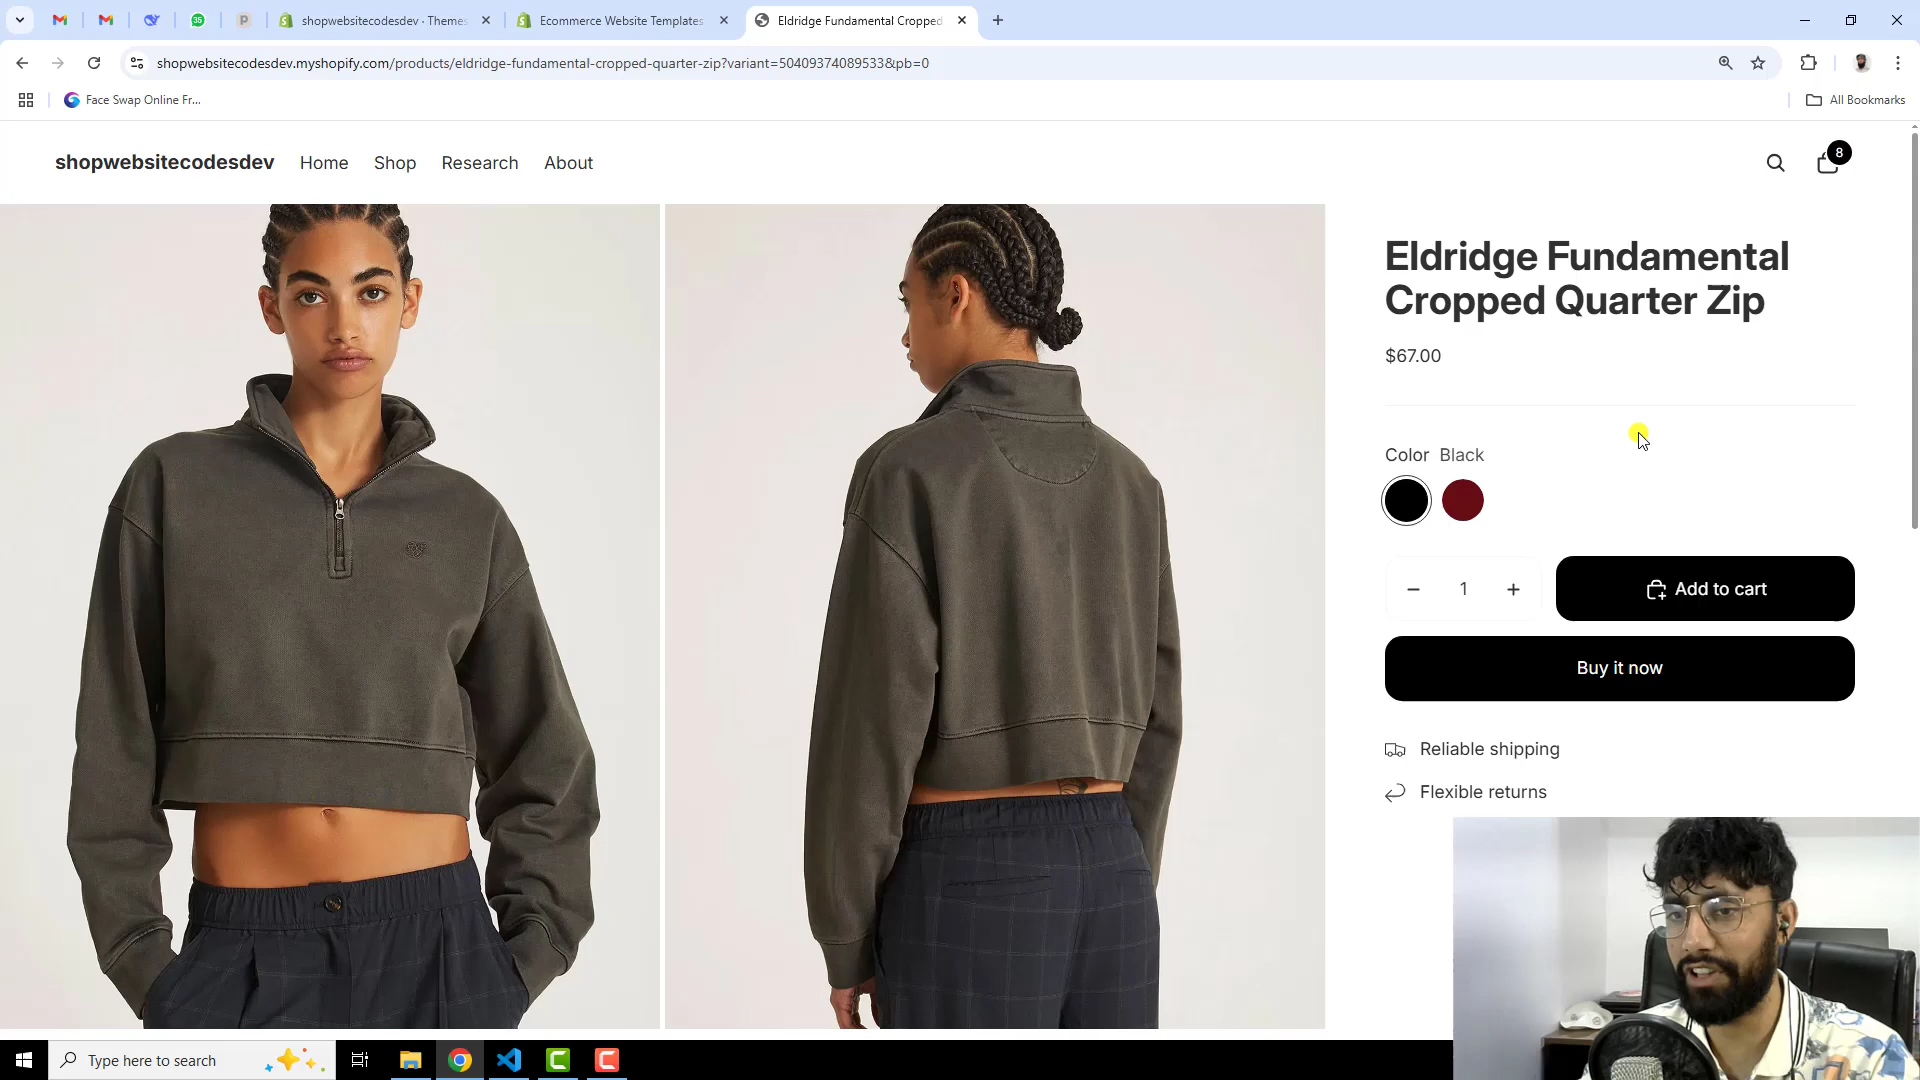 shopwebsitecodesdev · Themes
Ecommerce Website Templates
Eldridge Fundamental Cropped
shopwebsitecodesdev.myshopify.com/products/eldridge-fundamental-cropped-quarter-zip?variant=50409374089533&pb=0
Face Swap Online Fr...
All Bookmarks
shopwebsitecodesdev
Home
Shop
Research
About
8
Eldridge Fundamental
Cropped Quarter Zip
$67.00
Color Black
1
Add to cart
Buy it now
Reliable shipping
Flexible returns
Type here to search